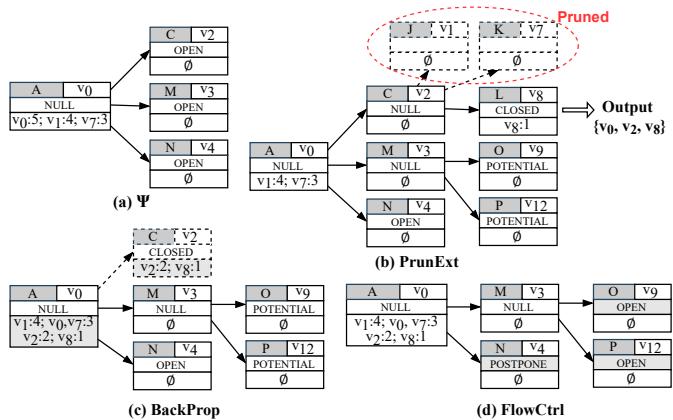 C v2
OPEN
Ø
A v0
NULL
v0:5; v1:4; v7:3
M v3
OPEN
Ø
N v4
OPEN
Ø
(a) Ψ
Pruned
J v1
Ø
K v7
Ø
C v2
NULL
Ø
L v8
CLOSED
v8:1
Output
{v0, v2, v8}
A v0
NULL
v1:4; v7:3
M v3
NULL
Ø
O v9
POTENTIAL
Ø
N v4
OPEN
Ø
P v12
POTENTIAL
Ø
(b) PrunExt
C v2
CLOSED
v2:2; v8:1
A v0
NULL
v1:4; v0,v7:3
v2:2; v8:1
M v3
NULL
Ø
O v9
POTENTIAL
Ø
N v4
OPEN
Ø
P v12
POTENTIAL
Ø
(c) BackProp
A v0
NULL
v1:4; v0, v7:3
v2:2; v8:1
M v3
NULL
Ø
O v9
OPEN
Ø
N v4
POSTPONE
Ø
P v12
OPEN
Ø
(d) FlowCtrl